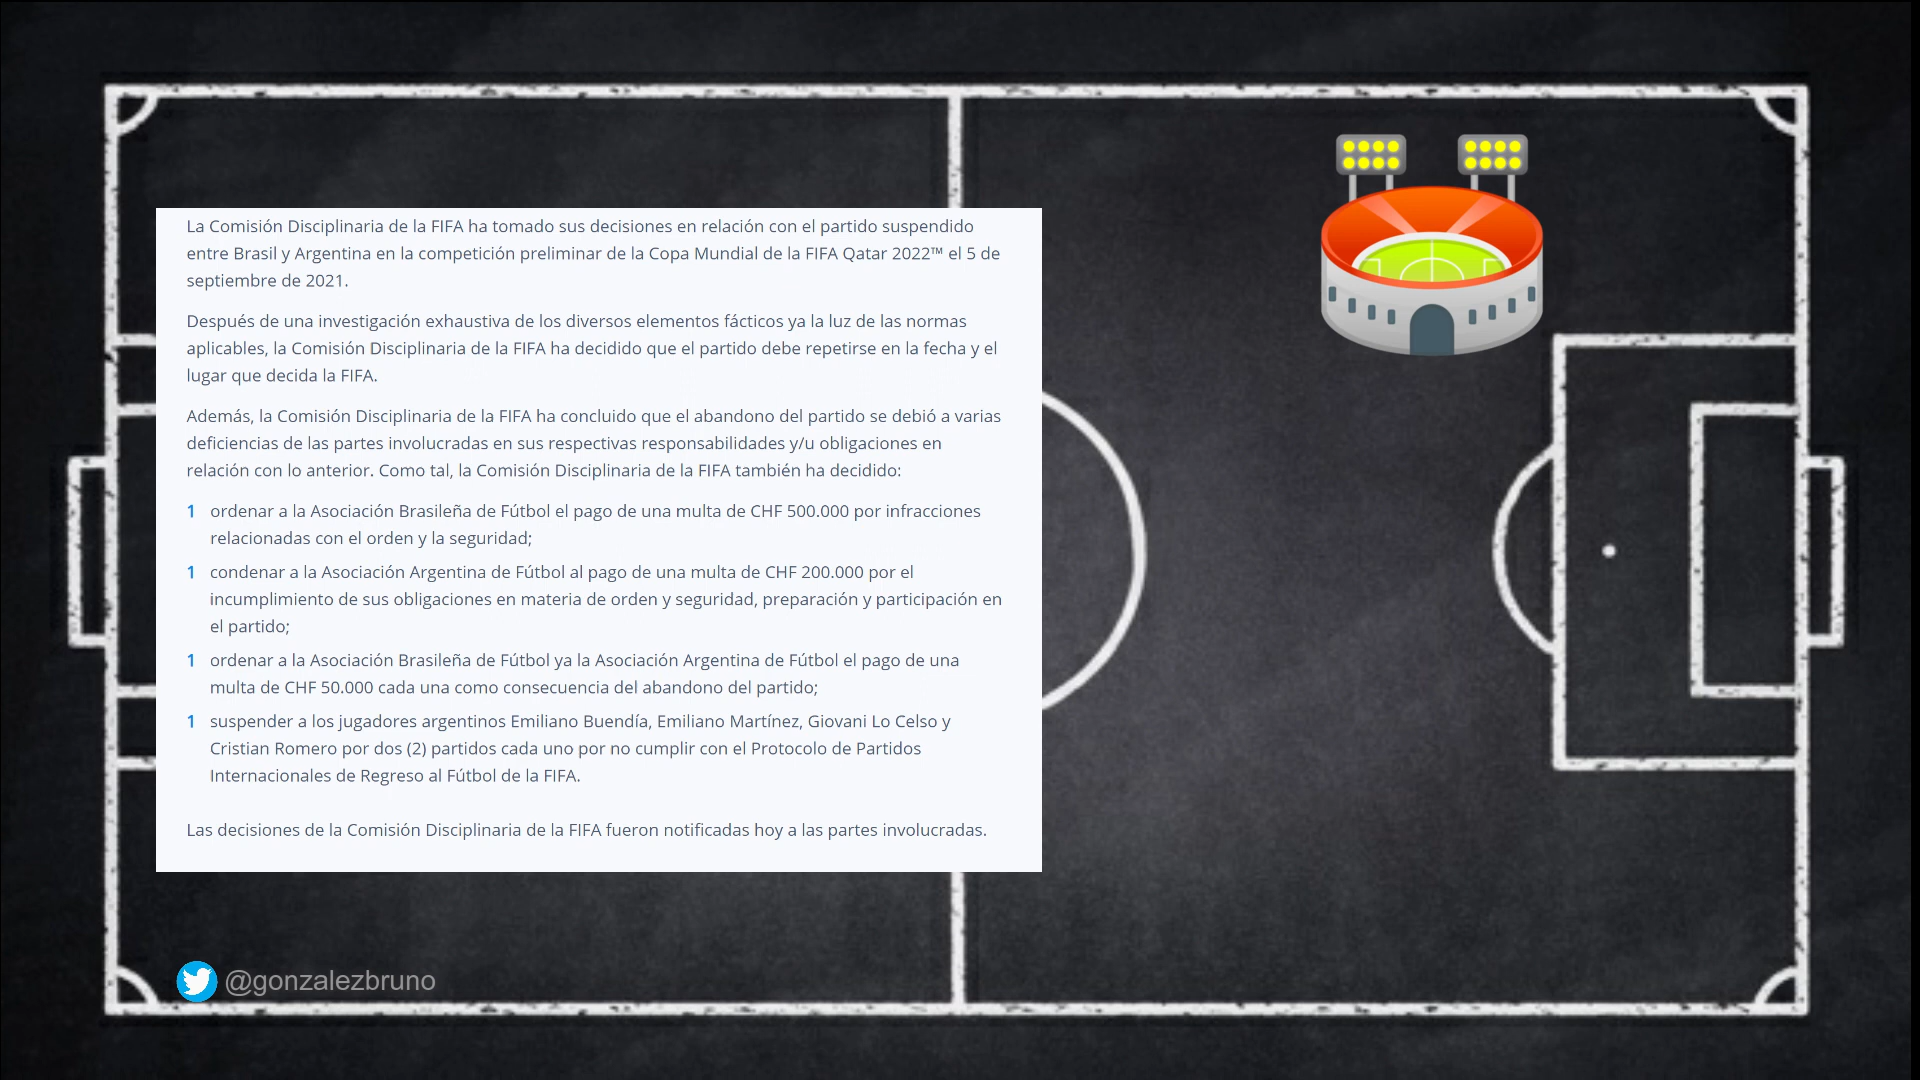 La Comisión Disciplinaria de la FIFA ha tomado sus decisiones en relación con el partido suspendido
entre Brasil y Argentina en la competición preliminar de la Copa Mundial de la FIFA Qatar 2022™ el 5 de
septiembre de 2021.
Después de una investigación exhaustiva de los diversos elementos fácticos ya la luz de las normas
aplicables, la Comisión Disciplinaria de la FIFA ha decidido que el partido debe repetirse en la fecha y el
lugar que decida la FIFA.
Además, la Comisión Disciplinaria de la FIFA ha concluido que el abandono del partido se debió a varias
deficiencias de las partes involucradas en sus respectivas responsabilidades y/u obligaciones en
relación con lo anterior. Como tal, la Comisión Disciplinaria de la FIFA también ha decidido:
1 ordenar a la Asociación Brasileña de Fútbol el pago de una multa de CHF 500.000 por infracciones
relacionadas con el orden y la seguridad;
1 condenar a la Asociación Argentina de Fútbol al pago de una multa de CHF 200.000 por el
incumplimiento de sus obligaciones en materia de orden y seguridad, preparación y participación en
el partido;
1 ordenar a la Asociación Brasileña de Fútbol ya la Asociación Argentina de Fútbol el pago de una
multa de CHF 50.000 cada una como consecuencia del abandono del partido;
1 suspender a los jugadores argentinos Emiliano Buendía, Emiliano Martínez, Giovani Lo Celso y
Cristian Romero por dos (2) partidos cada uno por no cumplir con el Protocolo de Partidos
Internacionales de Regreso al Fútbol de la FIFA.
Las decisiones de la Comisión Disciplinaria de la FIFA fueron notificadas hoy a las partes involucradas.
@gonzalezbruno